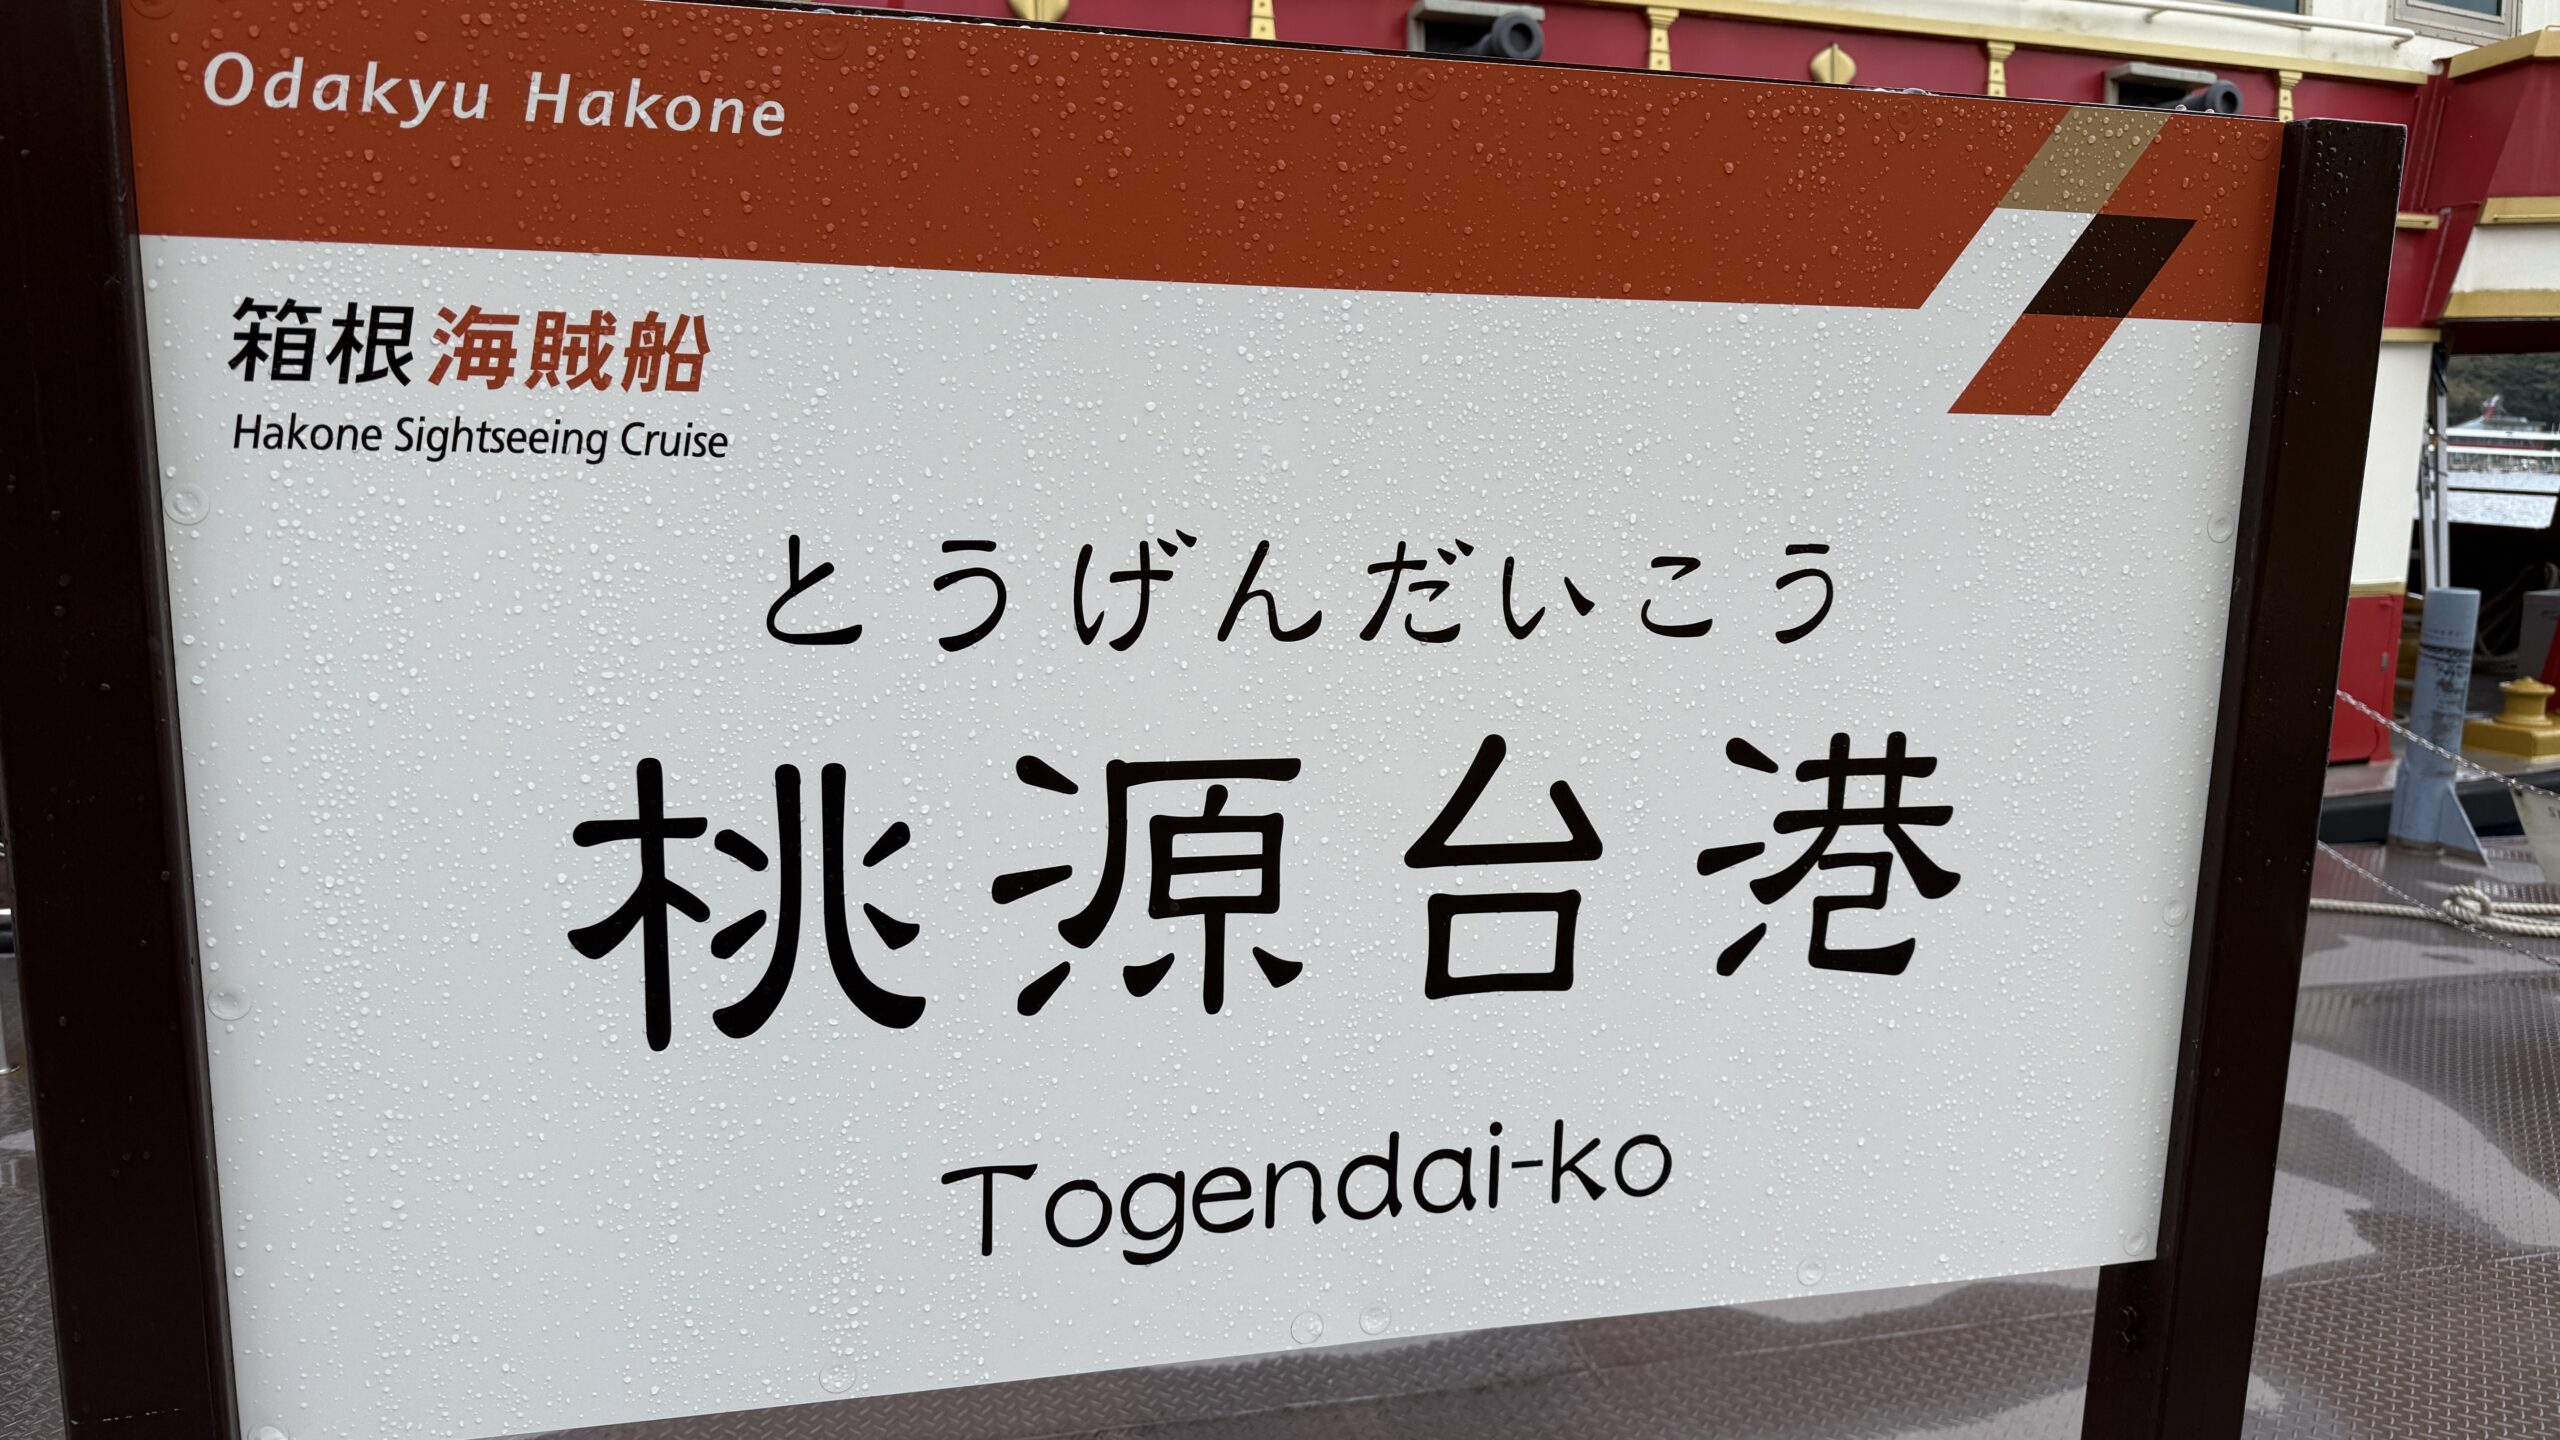 Odakyu Hakone
箱根海賊船
Hakone Sightseeing Cruise
とうげんだいこう
桃源台港
Togendai-ko